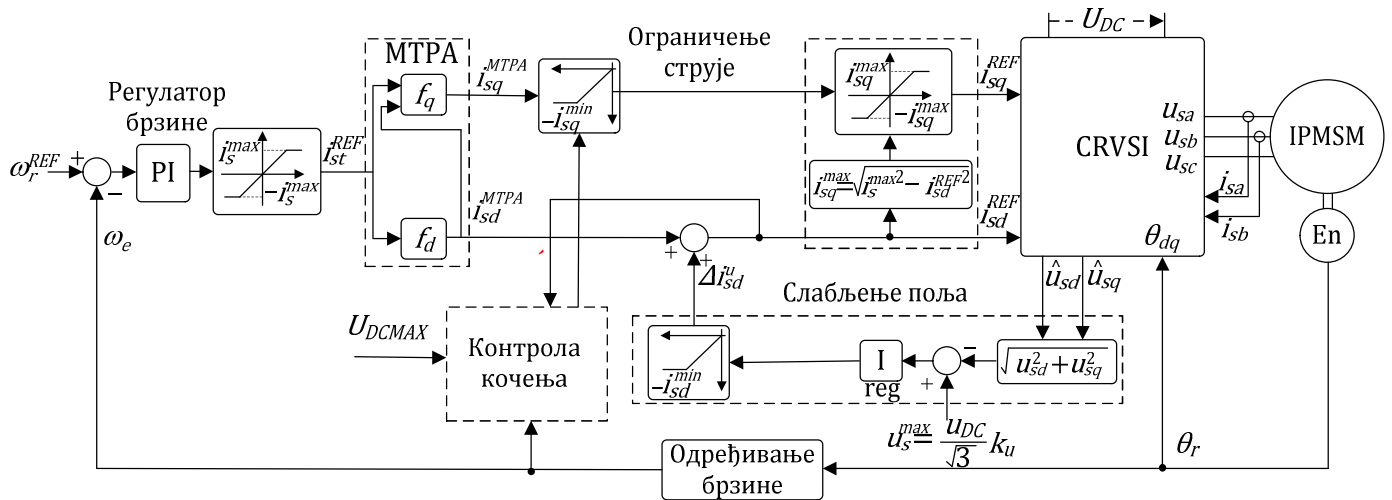 Регулатор
брзине
ω_r^REF
+
−
PI
i_s^max
−i_s^max
i_st^REF
ω_e
МТРА
f_q
f_d
i_sq^MTPA
i_sd^MTPA
−i_sq^min
Ограничење
струје
i_sq^max
−i_sq^max
i_sq^max=√i_s^max2−i_sd^REF2
i_sq^REF
i_sd^REF
+
+
Δi_sd^u
U_DC
CRVSI
u_sa
u_sb
u_sc
i_sa
i_sb
θ_dq
IPMSM
En
û_sd
û_sq
Слабљење поља
−i_sd^min
I
reg
−
+
√u_sd^2+u_sq^2
u_s^max=u_DC/√3 k_u
U_DCMAX
Контрола
кочења
Одређивање
брзине
θ_r